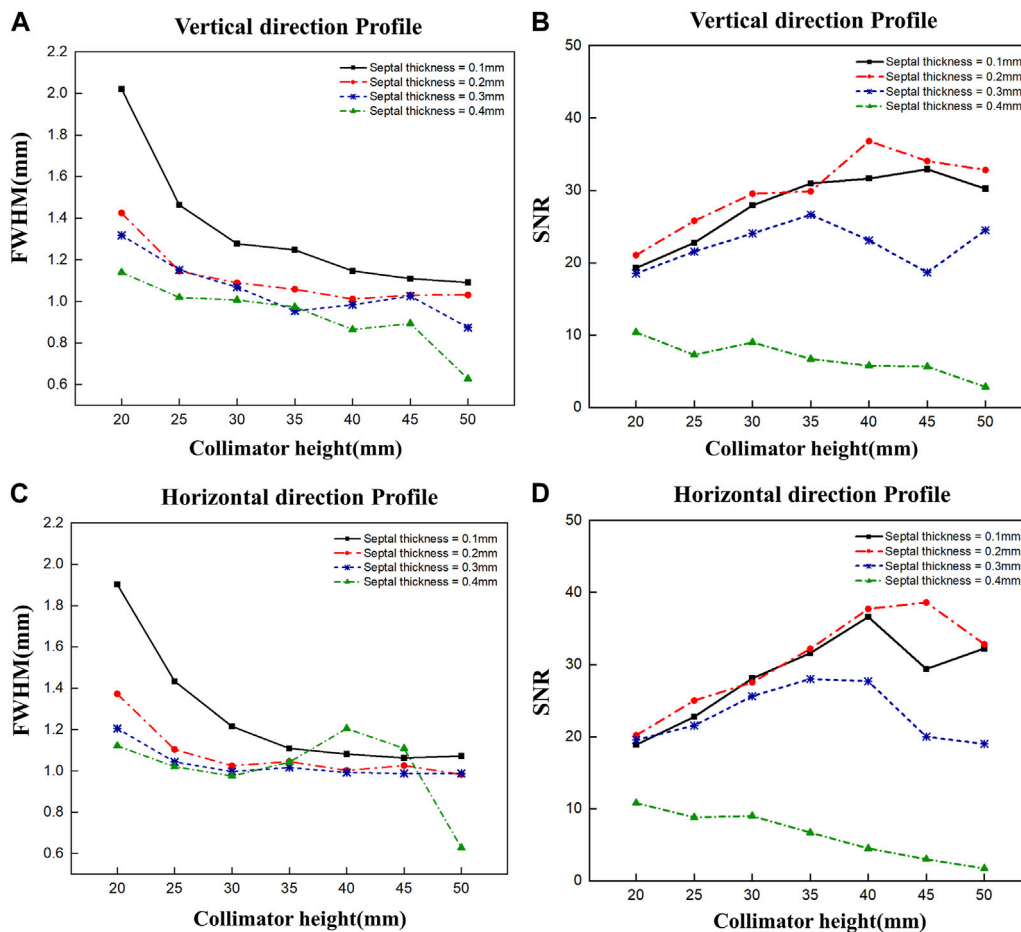 A
Vertical direction Profile
2.2
2.0
1.8
1.6
1.4
1.2
1.0
0.8
0.6
FWHM(mm)
Septal thickness = 0.1mm
Septal thickness = 0.2mm
Septal thickness = 0.3mm
Septal thickness = 0.4mm
20 25 30 35 40 45 50
Collimator height(mm)
B
Vertical direction Profile
50
40
30
20
10
0
SNR
Septal thickness = 0.1mm
Septal thickness = 0.2mm
Septal thickness = 0.3mm
Septal thickness = 0.4mm
20 25 30 35 40 45 50
Collimator height(mm)
C
Horizontal direction Profile
2.2
2.0
1.8
1.6
1.4
1.2
1.0
0.8
0.6
FWHM(mm)
Septal thickness = 0.1mm
Septal thickness = 0.2mm
Septal thickness = 0.3mm
Septal thickness = 0.4mm
20 25 30 35 40 45 50
Collimator height(mm)
D
Horizontal direction Profile
50
40
30
20
10
0
SNR
Septal thickness = 0.1mm
Septal thickness = 0.2mm
Septal thickness = 0.3mm
Septal thickness = 0.4mm
20 25 30 35 40 45 50
Collimator height(mm)